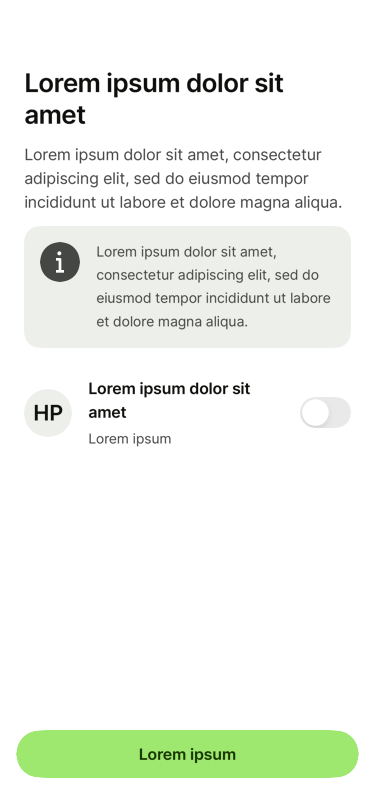 Lorem ipsum dolor sit
amet
Lorem ipsum dolor sit amet, consectetur
adipiscing elit, sed do eiusmod tempor
incididunt ut labore et dolore magna aliqua.
Lorem ipsum dolor sit amet,
consectetur adipiscing elit, sed do
eiusmod tempor incididunt ut labore
et dolore magna aliqua.
HP
Lorem ipsum dolor sit
amet
Lorem ipsum
Lorem ipsum